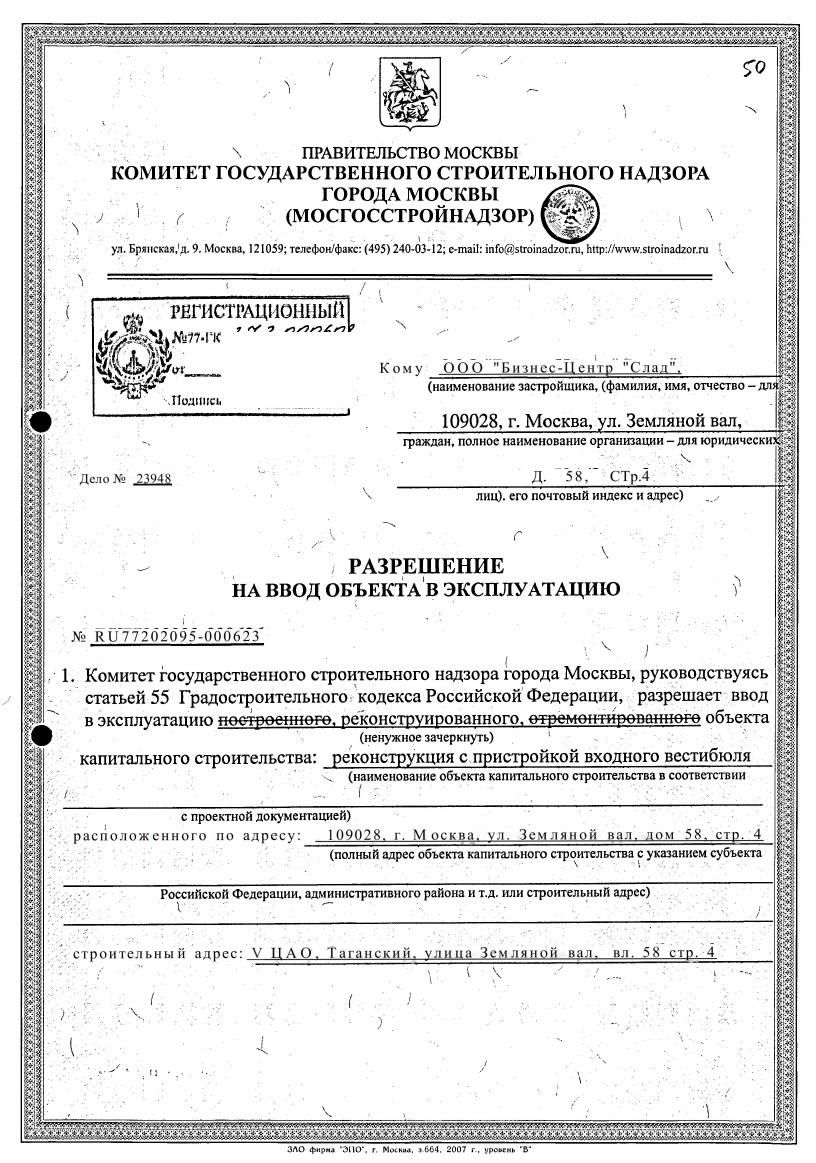 50
ПРАВИТЕЛЬСТВО МОСКВЫ
КОМИТЕТ ГОСУДАРСТВЕННОГО СТРОИТЕЛЬНОГО НАДЗОРА
ГОРОДА МОСКВЫ
(МОСГОССТРОЙНАДЗОР)
ул. Брянская, д. 9. Москва, 121059; телефон/факс: (495) 240-03-12; e-mail: info@stroinadzor.ru, http://www.stroinadzor.ru
РЕГИСТРАЦИОННЫЙ
№77-ГК
от
Подпись
Кому ООО "Бизнес-Центр "Слад",
(наименование застройщика, (фамилия, имя, отчество – для
109028, г. Москва, ул. Земляной вал,
граждан, полное наименование организации – для юридических
Дело № 23948
Д. 58, СТр.4
лиц). его почтовый индекс и адрес)
РАЗРЕШЕНИЕ
НА ВВОД ОБЪЕКТА В ЭКСПЛУАТАЦИЮ
№ RU77202095-000623
1. Комитет государственного строительного надзора города Москвы, руководствуясь
статьей 55 Градостроительного кодекса Российской Федерации, разрешает ввод
в эксплуатацию построенного, реконструированного, отремонтированного объекта
(ненужное зачеркнуть)
капитального строительства: реконструкция с пристройкой входного вестибюля
(наименование объекта капитального строительства в соответствии
с проектной документацией)
расположенного по адресу: 109028, г. Москва, ул. Земляной вал, дом 58, стр. 4
(полный адрес объекта капитального строительства с указанием субъекта
Российской Федерации, административного района и т.д. или строительный адрес)
строительный адрес: V ЦАО, Таганский, улица Земляной вал, вл. 58 стр. 4
ЗАО фирма "ЭПО", г. Москва, з.664, 2007 г., уровень "В"